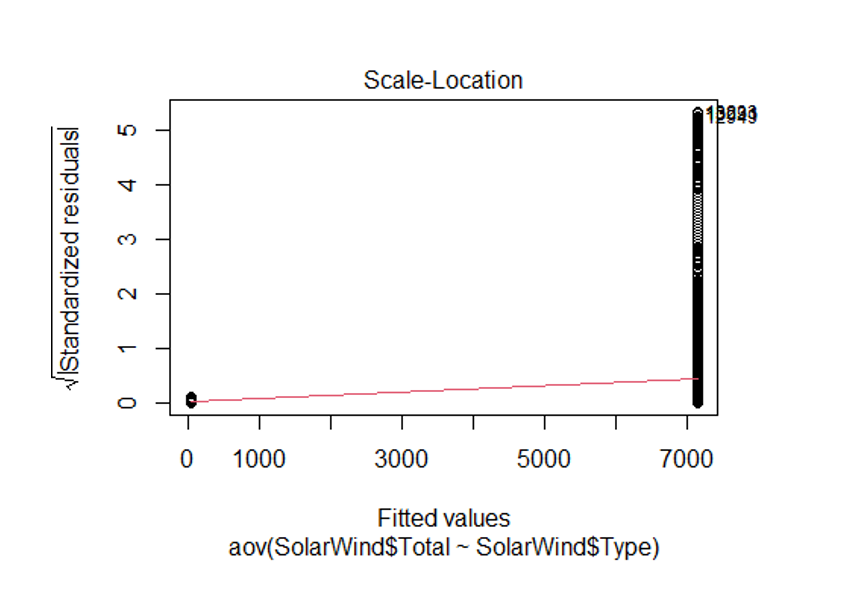 Scale-Location
√|Standardized residuals|
5
4
3
2
1
0
0 1000 3000 5000 7000
Fitted values
aov(SolarWind$Total ~ SolarWind$Type)